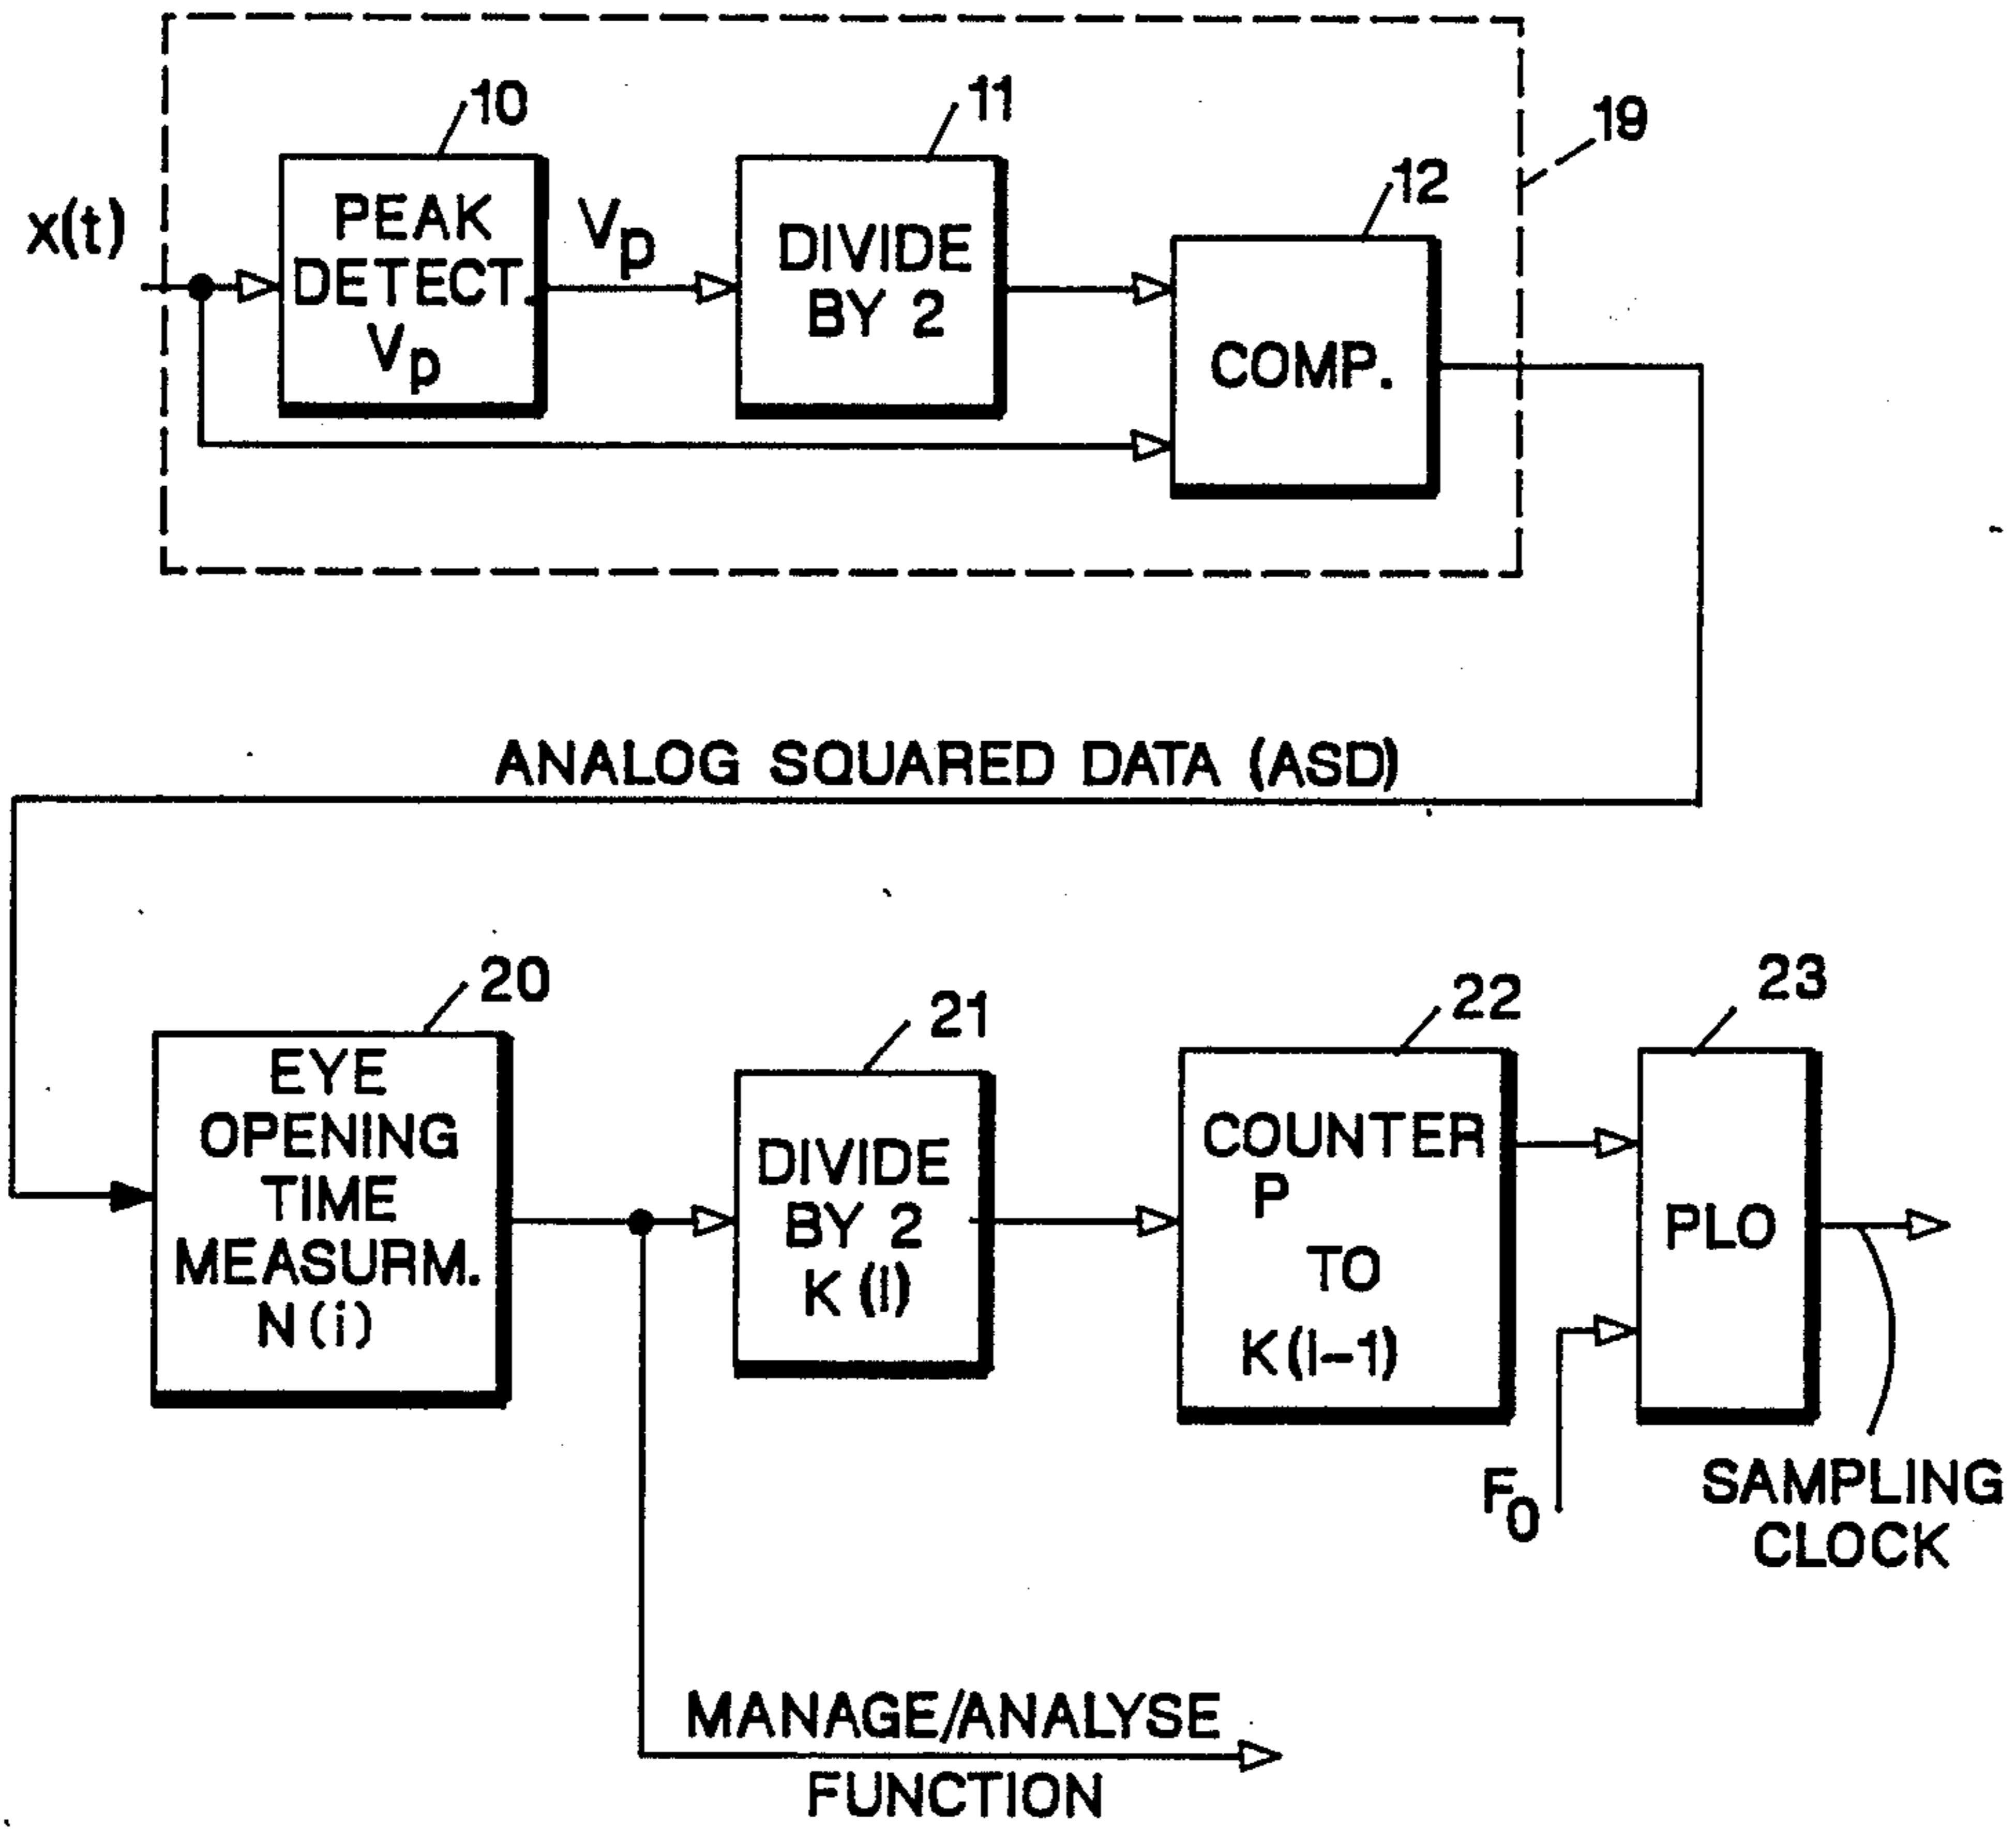 10
11
19
12
x(t)
PEAK
DETECT.
Vp
Vp
DIVIDE
BY 2
COMP.
ANALOG SQUARED DATA (ASD)
20
21
22
23
EYE
OPENING
TIME
MEASURM.
N(i)
DIVIDE
BY 2
K(I)
COUNTER
P
TO
K(I-1)
PLO
F0
SAMPLING
CLOCK
MANAGE/ANALYSE
FUNCTION